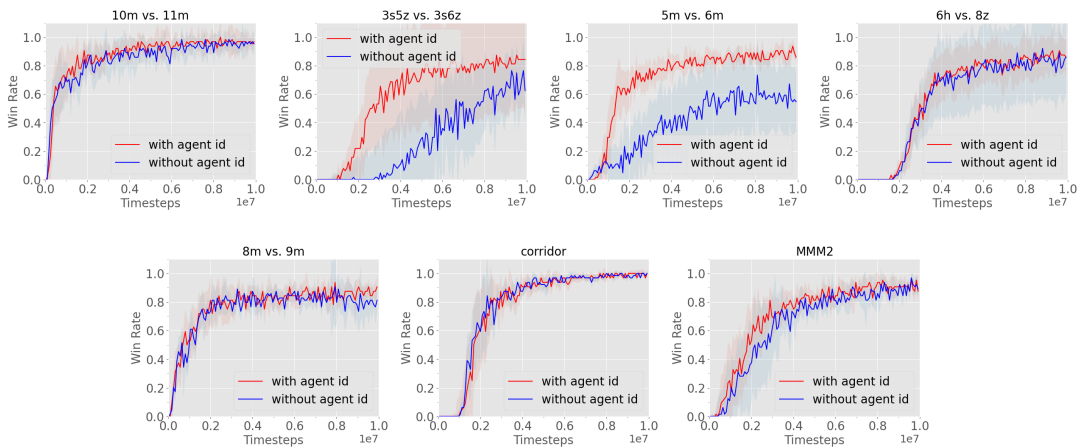 10m vs. 11m
3s5z vs. 3s6z
5m vs. 6m
6h vs. 8z
Win Rate
1.0
0.8
0.6
0.4
0.2
0.0
with agent id
without agent id
0.0 0.2 0.4 0.6 0.8 1.0
Timesteps
1e7
Win Rate
1.0
0.8
0.6
0.4
0.2
0.0
with agent id
without agent id
0.0 0.2 0.4 0.6 0.8 1.0
Timesteps
1e7
Win Rate
1.0
0.8
0.6
0.4
0.2
0.0
with agent id
without agent id
0.0 0.2 0.4 0.6 0.8 1.0
Timesteps
1e7
Win Rate
1.0
0.8
0.6
0.4
0.2
0.0
with agent id
without agent id
0.0 0.2 0.4 0.6 0.8 1.0
Timesteps
1e7
8m vs. 9m
corridor
MMM2
Win Rate
1.0
0.8
0.6
0.4
0.2
0.0
with agent id
without agent id
0.0 0.2 0.4 0.6 0.8 1.0
Timesteps
1e7
Win Rate
1.0
0.8
0.6
0.4
0.2
0.0
with agent id
without agent id
0.0 0.2 0.4 0.6 0.8 1.0
Timesteps
1e7
Win Rate
1.0
0.8
0.6
0.4
0.2
0.0
with agent id
without agent id
0.0 0.2 0.4 0.6 0.8 1.0
Timesteps
1e7